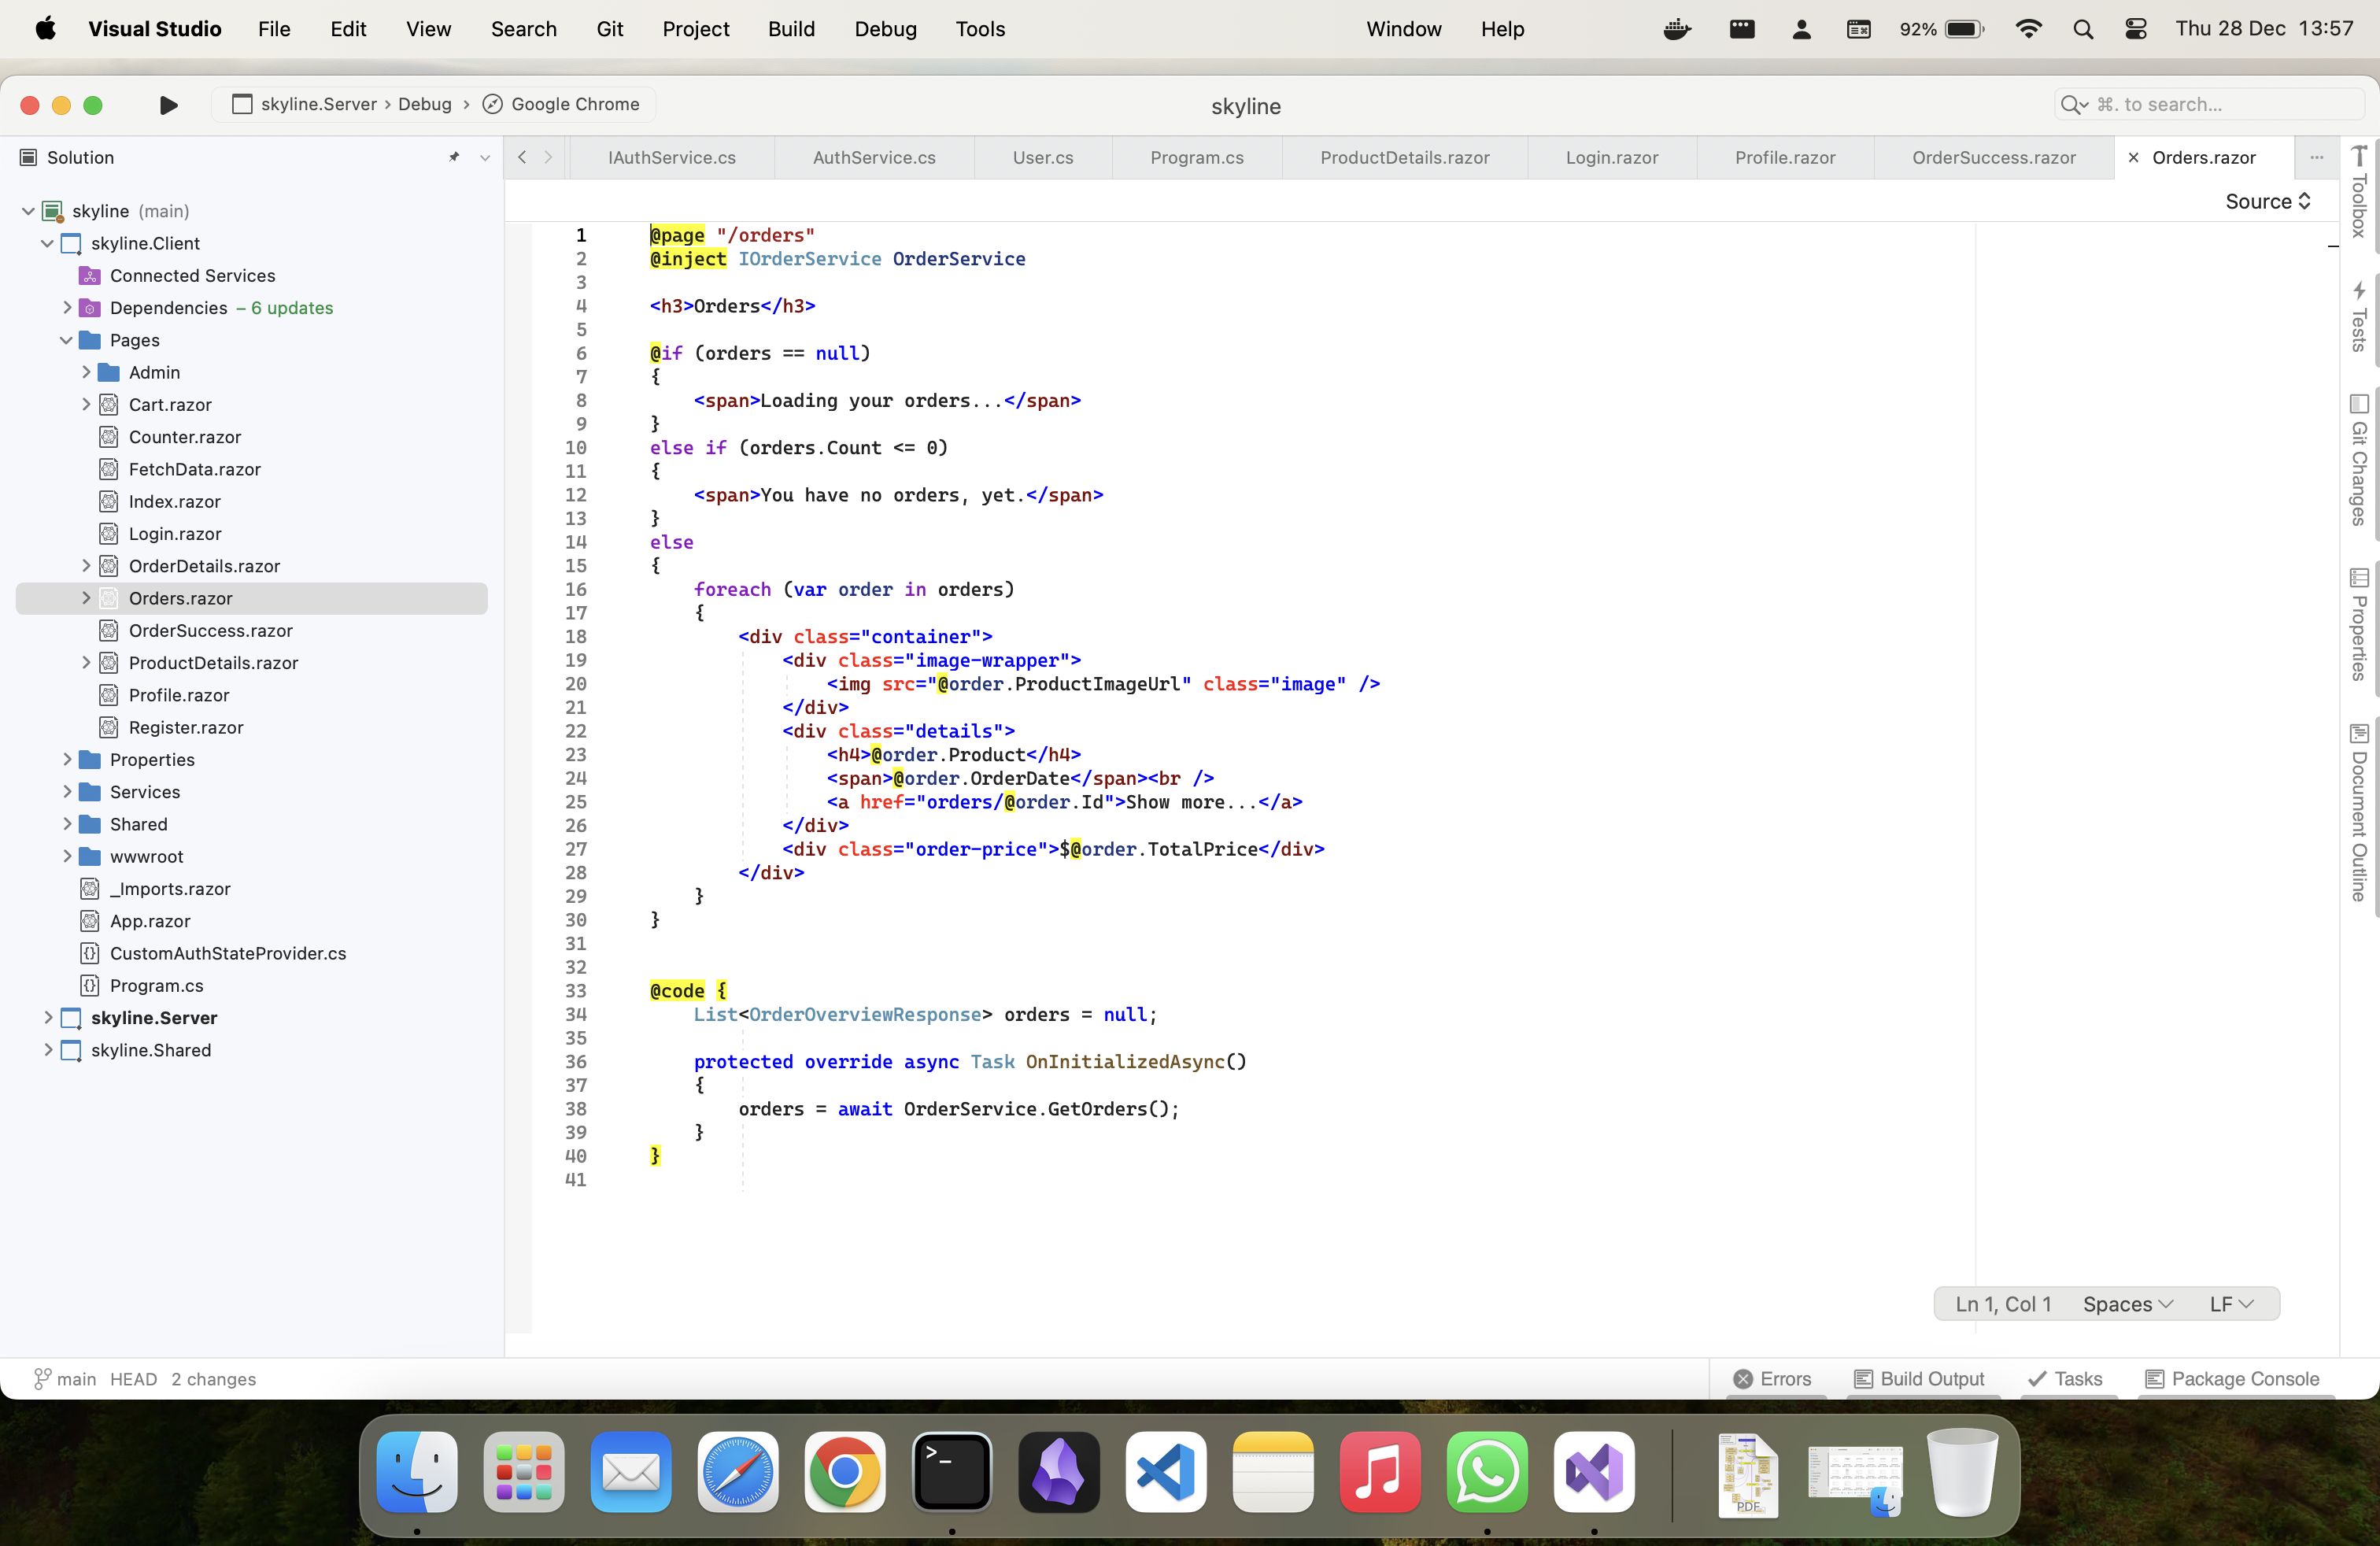 Visual Studio File Edit View Search Git Project Build Debug Tools Window Help 92% Thu 28 Dec 13:57
skyline.Server › Debug › Google Chrome
skyline
⌘. to search...
Solution
IAuthService.cs AuthService.cs User.cs Program.cs ProductDetails.razor Login.razor Profile.razor OrderSuccess.razor × Orders.razor ...
Source
skyline (main)
skyline.Client
Connected Services
Dependencies – 6 updates
Pages
Admin
Cart.razor
Counter.razor
FetchData.razor
Index.razor
Login.razor
OrderDetails.razor
Orders.razor
OrderSuccess.razor
ProductDetails.razor
Profile.razor
Register.razor
Properties
Services
Shared
wwwroot
_Imports.razor
App.razor
CustomAuthStateProvider.cs
Program.cs
skyline.Server
skyline.Shared
1 @page "/orders"
2 @inject IOrderService OrderService
3
4 <h3>Orders</h3>
5
6 @if (orders == null)
7 {
8 <span>Loading your orders...</span>
9 }
10 else if (orders.Count <= 0)
11 {
12 <span>You have no orders, yet.</span>
13 }
14 else
15 {
16 foreach (var order in orders)
17 {
18 <div class="container">
19 <div class="image-wrapper">
20 <img src="@order.ProductImageUrl" class="image" />
21 </div>
22 <div class="details">
23 <h4>@order.Product</h4>
24 <span>@order.OrderDate</span><br />
25 <a href="orders/@order.Id">Show more...</a>
26 </div>
27 <div class="order-price">$@order.TotalPrice</div>
28 </div>
29 }
30 }
31
32
33 @code {
34 List<OrderOverviewResponse> orders = null;
35
36 protected override async Task OnInitializedAsync()
37 {
38 orders = await OrderService.GetOrders();
39 }
40 }
41
Toolbox
Tests
Git Changes
Properties
Document Outline
Ln 1, Col 1 Spaces LF
main HEAD 2 changes
Errors Build Output Tasks Package Console
PDF